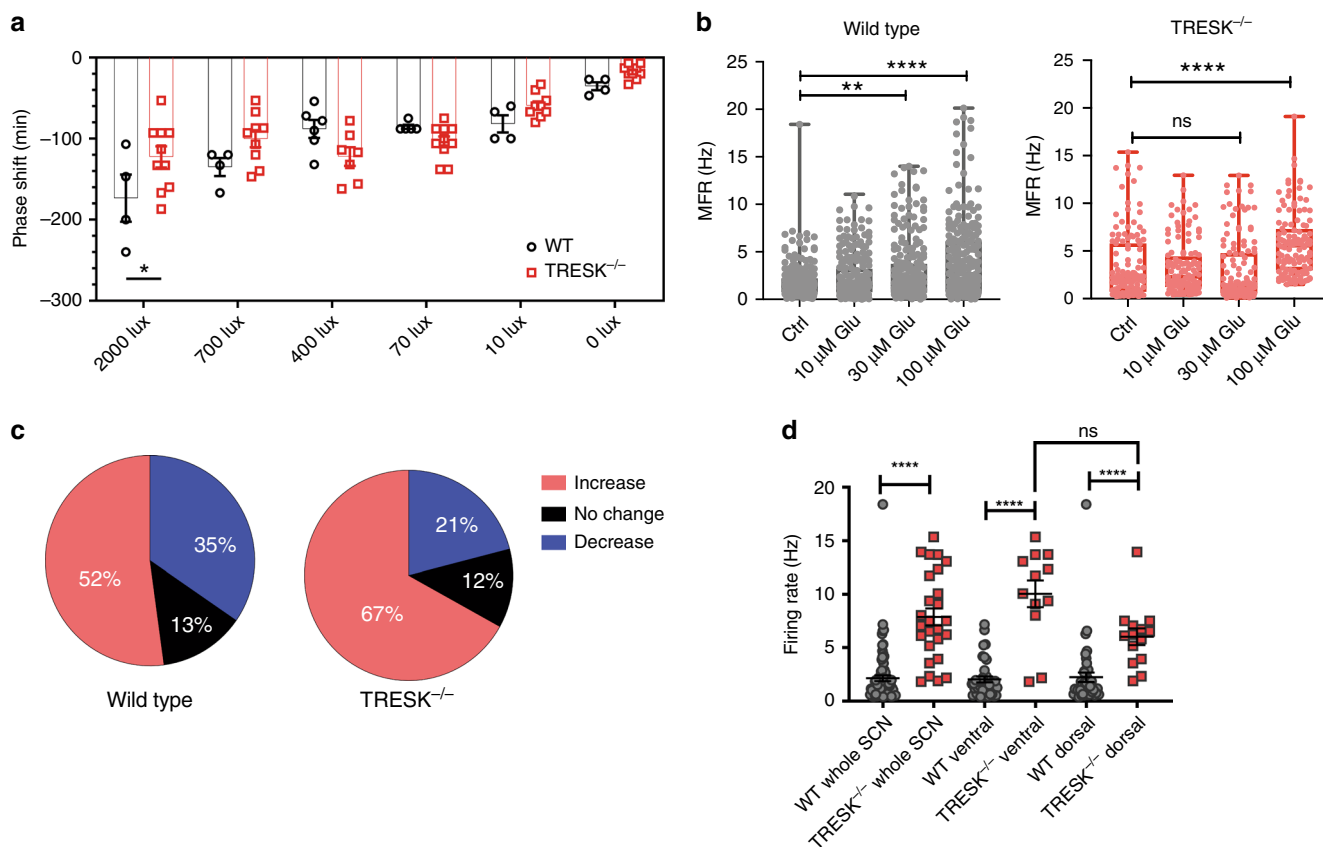 a
0
−100
−200
−300
Phase shift (min)
*
WT
TRESK−/−
2000 lux
700 lux
400 lux
70 lux
10 lux
0 lux
b
Wild type
25
20
15
10
5
0
MFR (Hz)
****
**
Ctrl
10 µM Glu
30 µM Glu
100 µM Glu
TRESK−/−
25
20
15
10
5
0
MFR (Hz)
****
ns
Ctrl
10 µM Glu
30 µM Glu
100 µM Glu
c
52%
35%
13%
Wild type
67%
21%
12%
TRESK−/−
Increase
No change
Decrease
d
ns
****
****
****
20
15
10
5
0
Firing rate (Hz)
WT whole SCN
TRESK−/− whole SCN
WT ventral
TRESK−/− ventral
WT dorsal
TRESK−/− dorsal